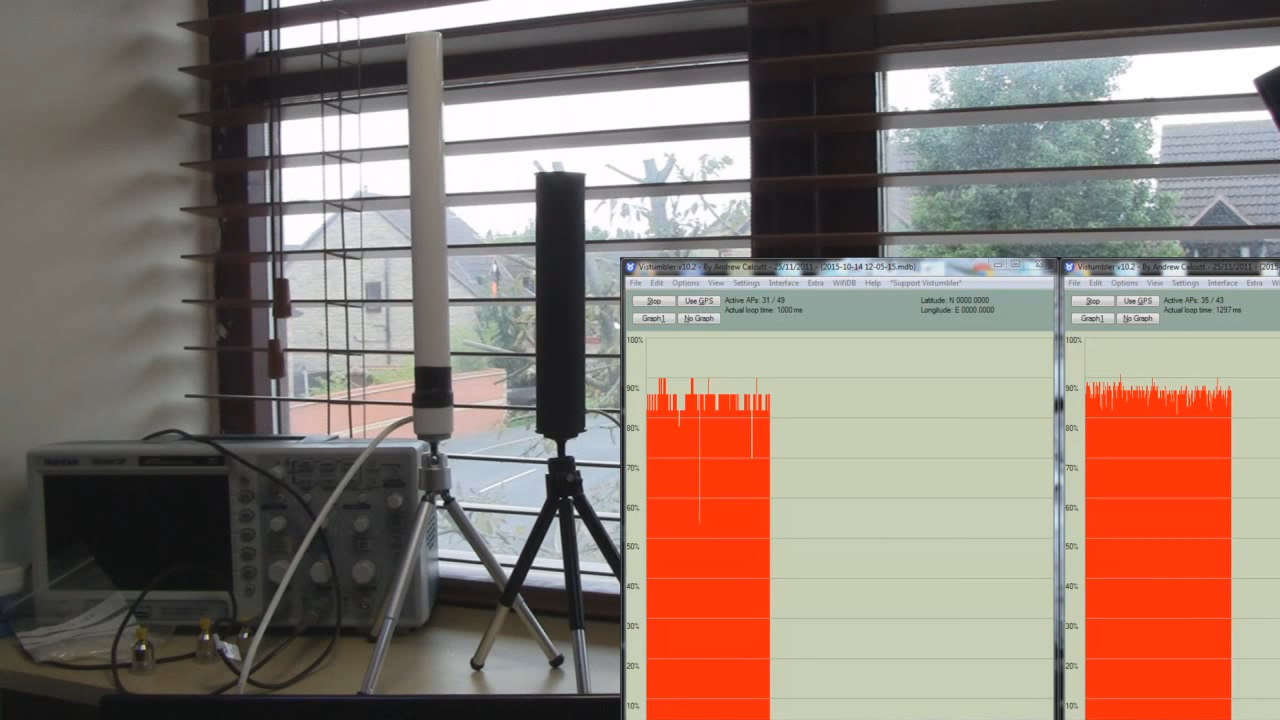 Hantek
Vistumbler v10.2 - By Andrew Calcutt - 25/11/2011 - (2015-10-14 12-05-15.mdb)
File Edit Options View Settings Interface Extra WifiDB Help *Support Vistumbler*
Stop Use GPS Active APs: 31 / 49 Latitude: N 0000.0000
Graph1 No Graph Actual loop time: 1000 ms Longitude: E 0000.0000
100%
90%
80%
70%
60%
50%
40%
30%
20%
10%
Vistumbler v10.2 - By Andrew Calcutt - 25/11/2011 - (2015
File Edit Options View Settings Interface Extra Wi
Stop Use GPS Active APs: 35 / 43
Graph1 No Graph Actual loop time: 1297 ms
100%
90%
80%
70%
60%
50%
40%
30%
20%
10%